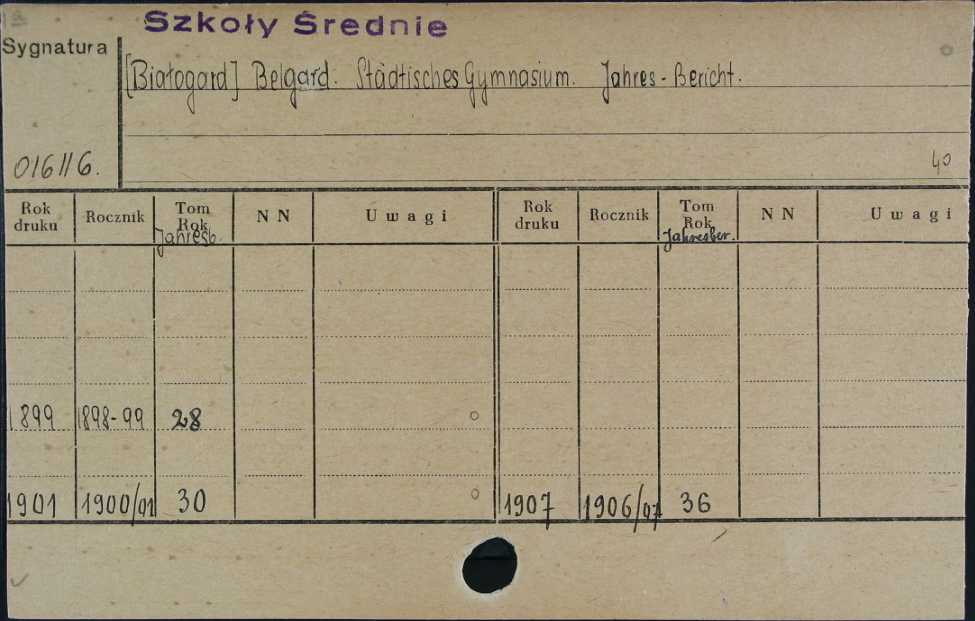 Szkoły Średnie
Sygnatura
[Białogard] Belgard. Städtisches Gymnasium. Jahres-Bericht.
016116.
40
Rok druku Rocznik Tom Rok Jahresb. N N Uwagi Rok druku Rocznik Tom Rok Jahresber. N N Uwagi
1899 1898-99 28
1901 1900/01 30 1907 1906/07 36